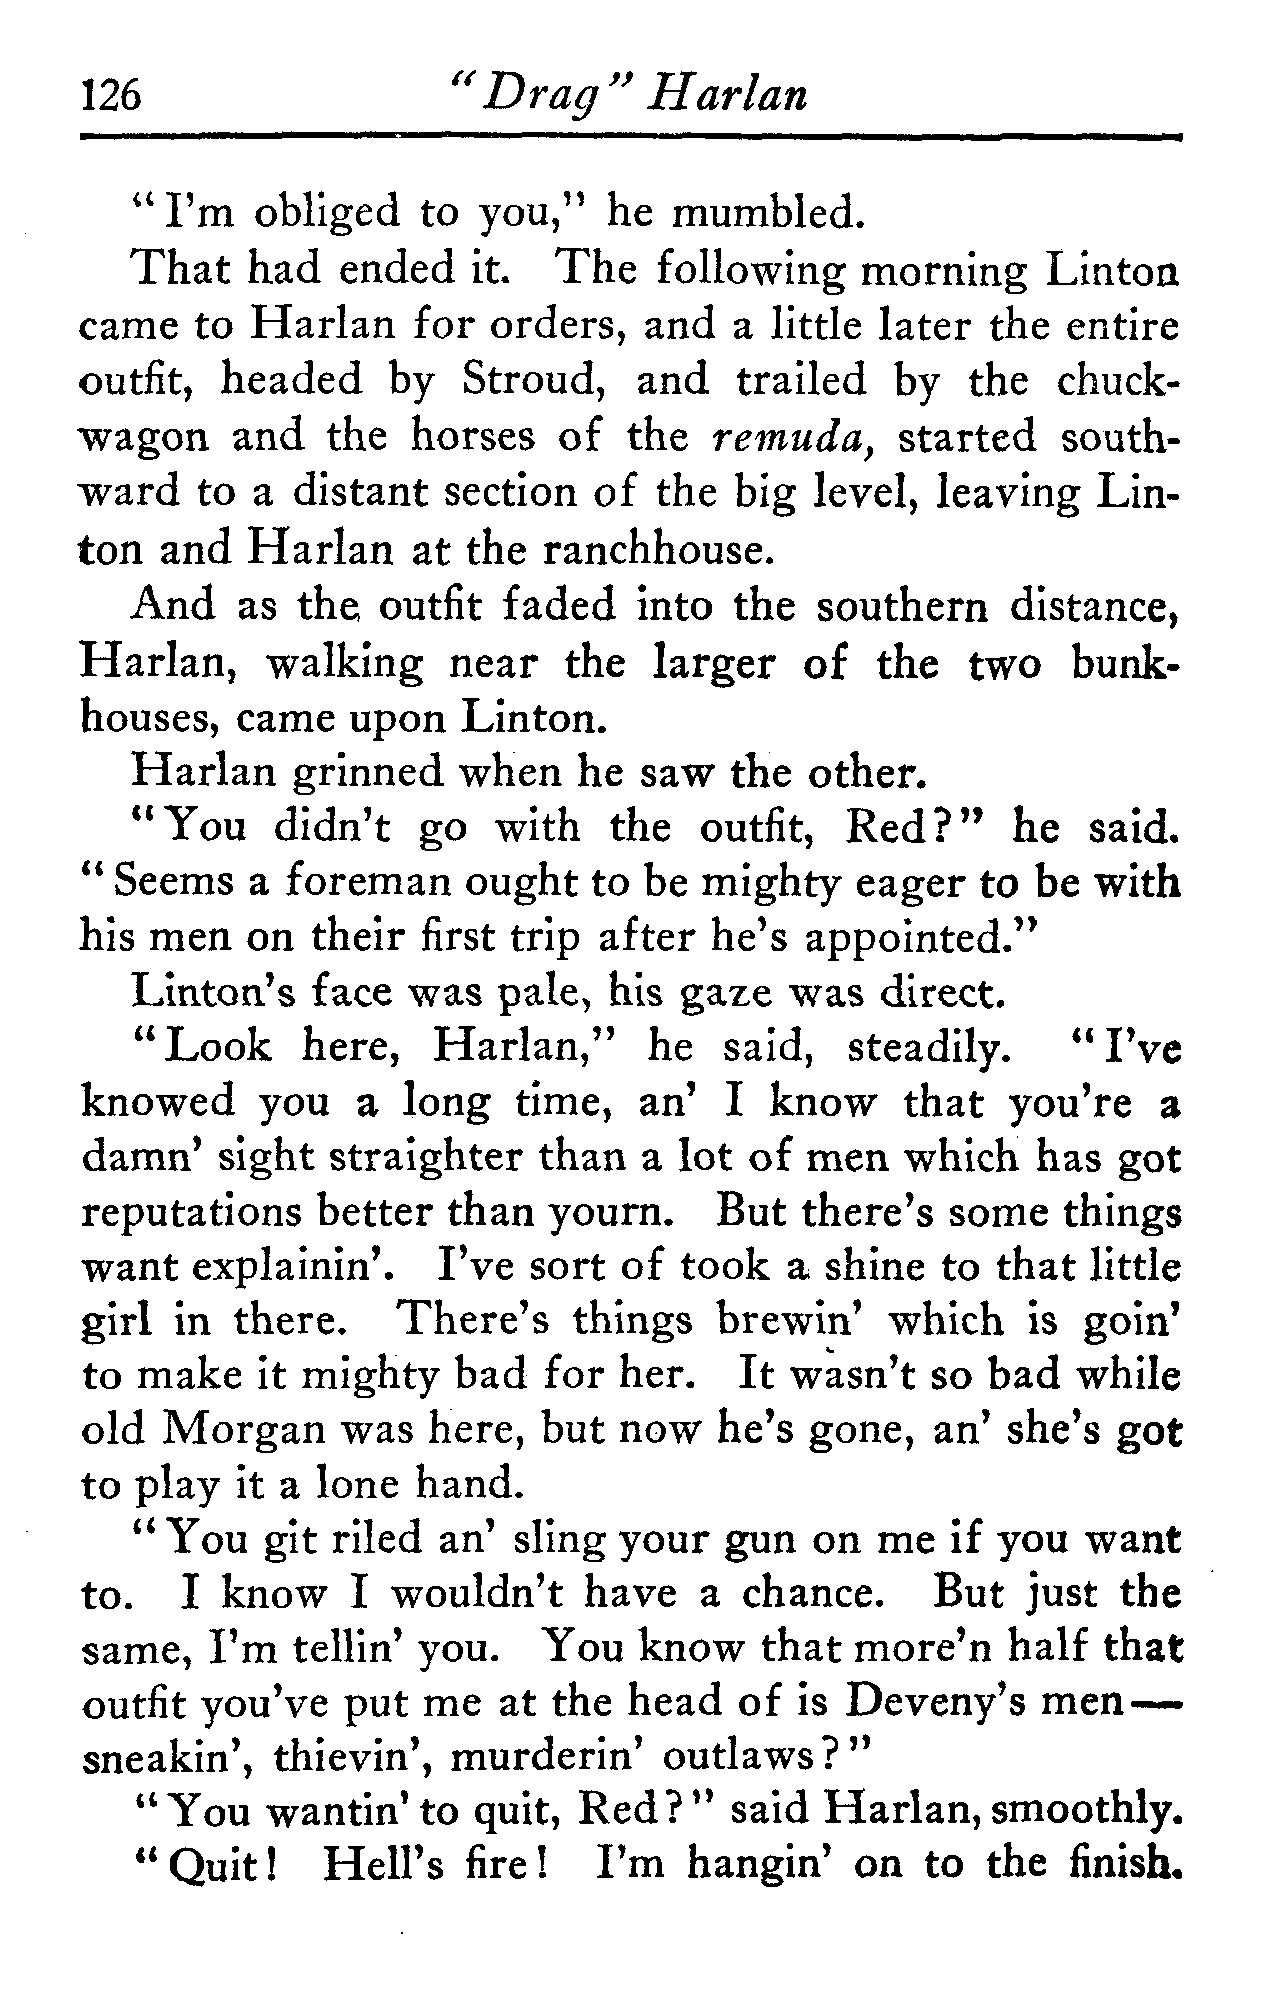 126 "Drag" Harlan
"I'm obliged to you," he mumbled.
That had ended it. The following morning Linton
came to Harlan for orders, and a little later the entire
outfit, headed by Stroud, and trailed by the chuck-
wagon and the horses of the remuda, started south-
ward to a distant section of the big level, leaving Lin-
ton and Harlan at the ranchhouse.
And as the outfit faded into the southern distance,
Harlan, walking near the larger of the two bunk-
houses, came upon Linton.
Harlan grinned when he saw the other.
"You didn't go with the outfit, Red?" he said.
"Seems a foreman ought to be mighty eager to be with
his men on their first trip after he's appointed."
Linton's face was pale, his gaze was direct.
"Look here, Harlan," he said, steadily. "I've
knowed you a long time, an' I know that you're a
damn' sight straighter than a lot of men which has got
reputations better than yourn. But there's some things
want explainin'. I've sort of took a shine to that little
girl in there. There's things brewin' which is goin'
to make it mighty bad for her. It wasn't so bad while
old Morgan was here, but now he's gone, an' she's got
to play it a lone hand.
"You git riled an' sling your gun on me if you want
to. I know I wouldn't have a chance. But just the
same, I'm tellin' you. You know that more'n half that
outfit you've put me at the head of is Deveny's men—
sneakin', thievin', murderin' outlaws?"
"You wantin' to quit, Red?" said Harlan, smoothly.
"Quit! Hell's fire! I'm hangin' on to the finish.